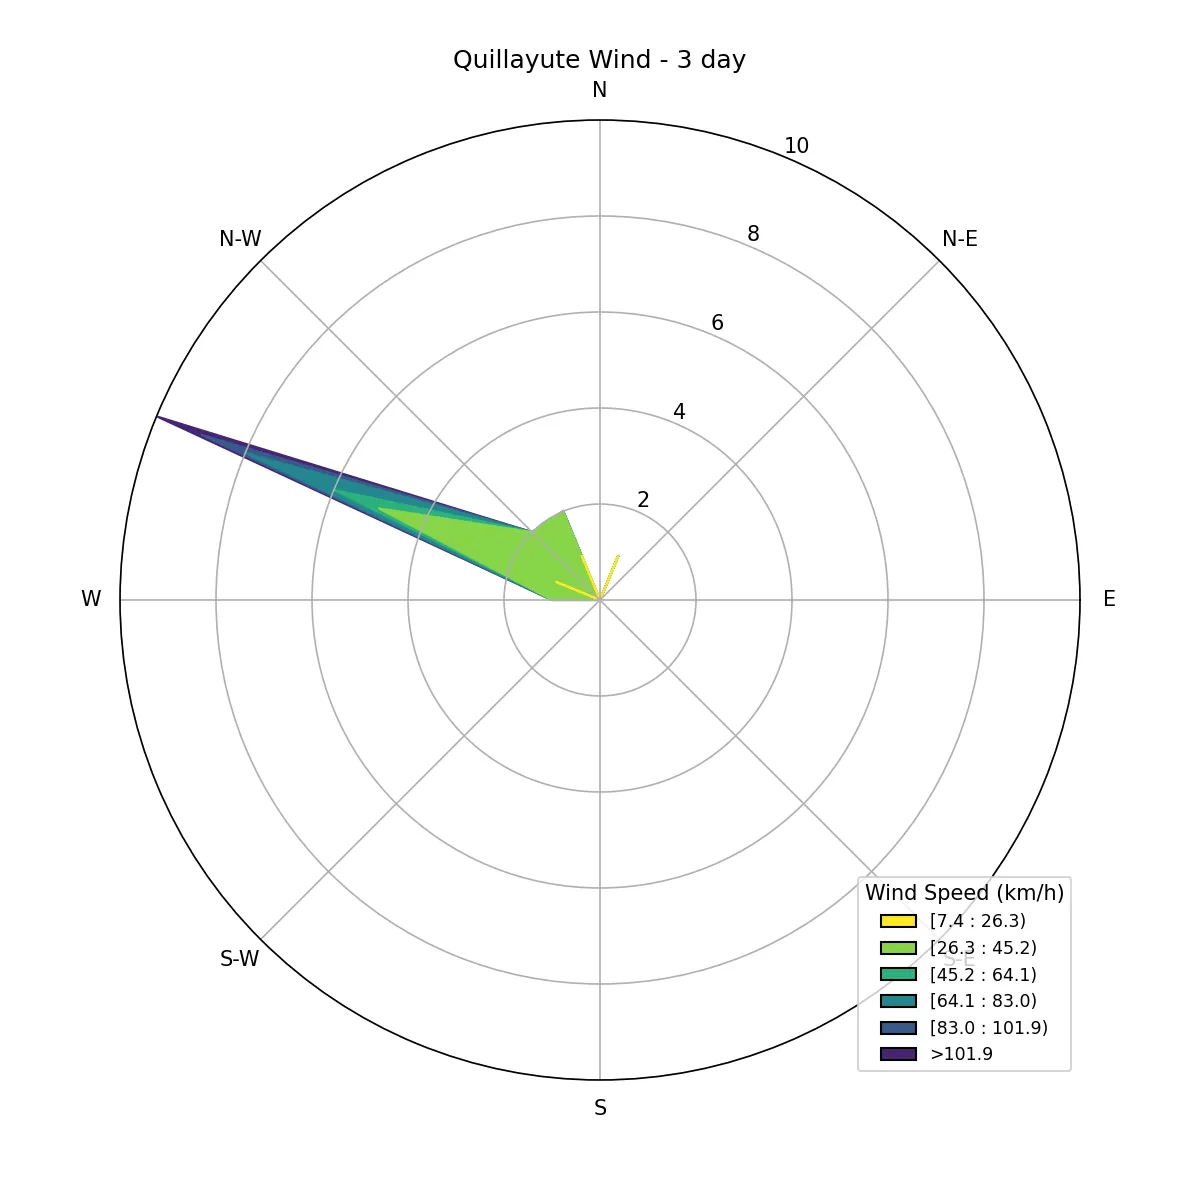 Quillayute Wind - 3 day
N
10
N-W
8
N-E
6
4
2
W
E
S-W
S-E
S
Wind Speed (km/h)
[7.4 : 26.3)
[26.3 : 45.2)
[45.2 : 64.1)
[64.1 : 83.0)
[83.0 : 101.9)
>101.9